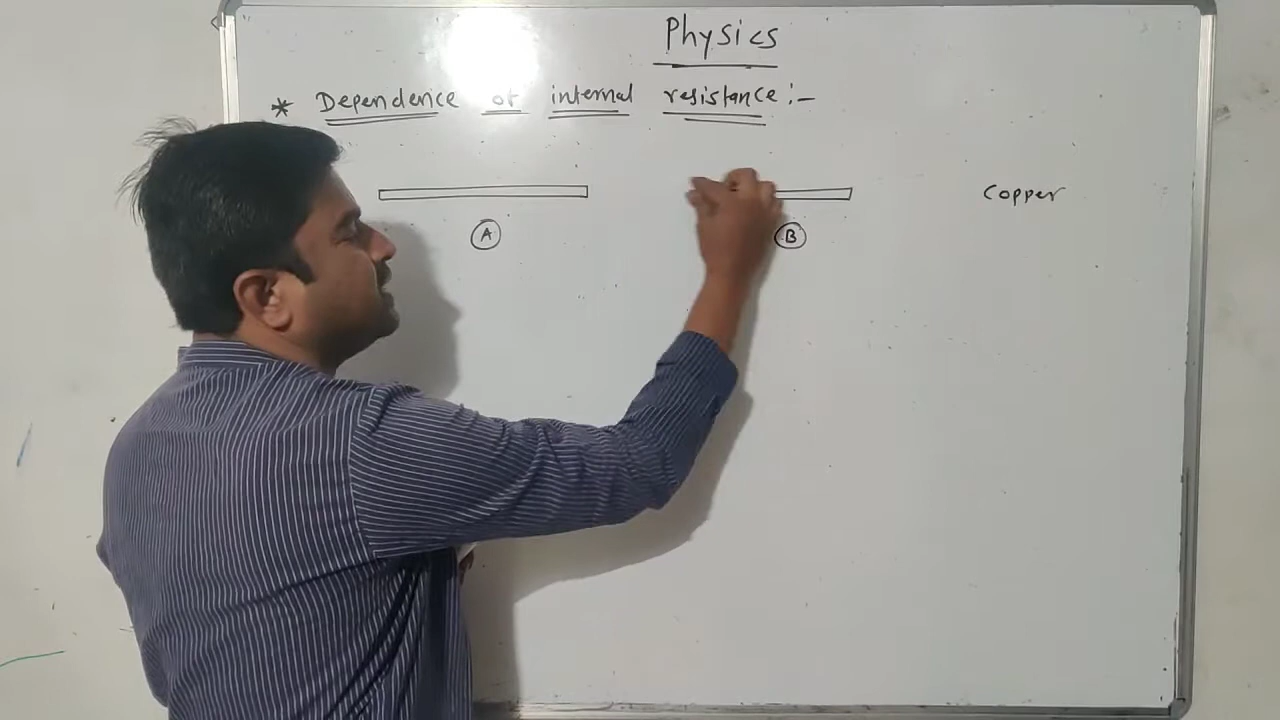 Physics
* Dependence of internal resistance :-
Copper
A B